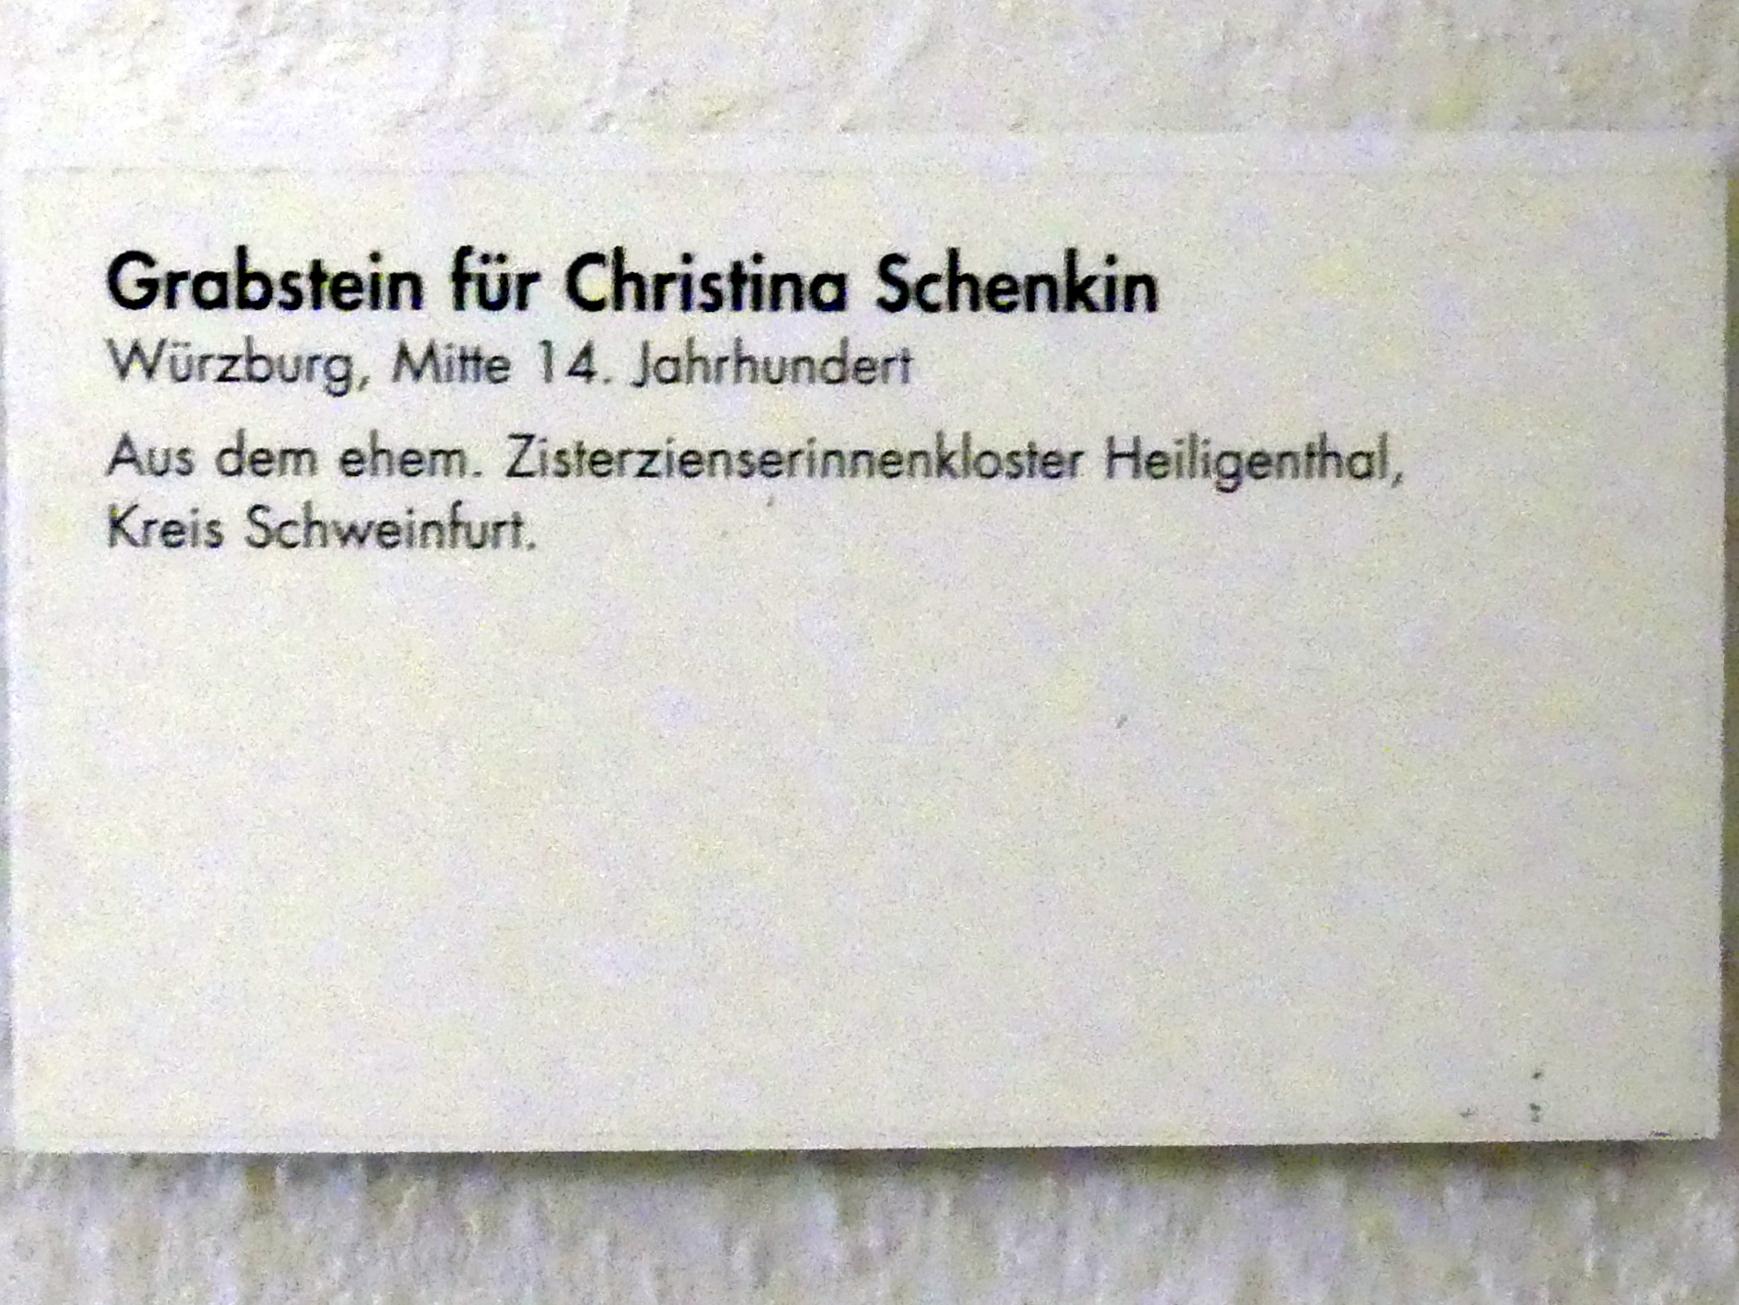 Grabstein für Christina Schenkin
Würzburg, Mitte 14. Jahrhundert
Aus dem ehem. Zisterzienserinnenkloster Heiligenthal,
Kreis Schweinfurt.